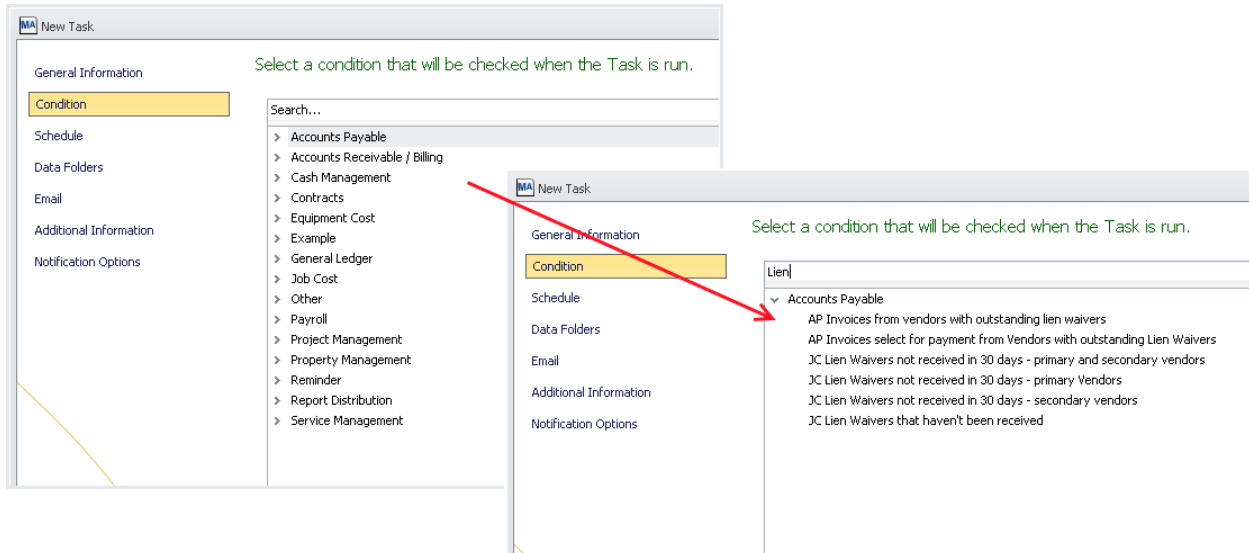 MA New Task
General Information
Condition
Schedule
Data Folders
Email
Additional Information
Notification Options
Select a condition that will be checked when the Task is run.
Search...
Accounts Payable
Accounts Receivable / Billing
Cash Management
Contracts
Equipment Cost
Example
General Ledger
Job Cost
Other
Payroll
Project Management
Property Management
Reminder
Report Distribution
Service Management
MA New Task
General Information
Condition
Schedule
Data Folders
Email
Additional Information
Notification Options
Select a condition that will be checked when the Task is run.
Lien
Accounts Payable
AP Invoices from vendors with outstanding lien waivers
AP Invoices select for payment from Vendors with outstanding Lien Waivers
JC Lien Waivers not received in 30 days - primary and secondary vendors
JC Lien Waivers not received in 30 days - primary Vendors
JC Lien Waivers not received in 30 days - secondary vendors
JC Lien Waivers that haven't been received